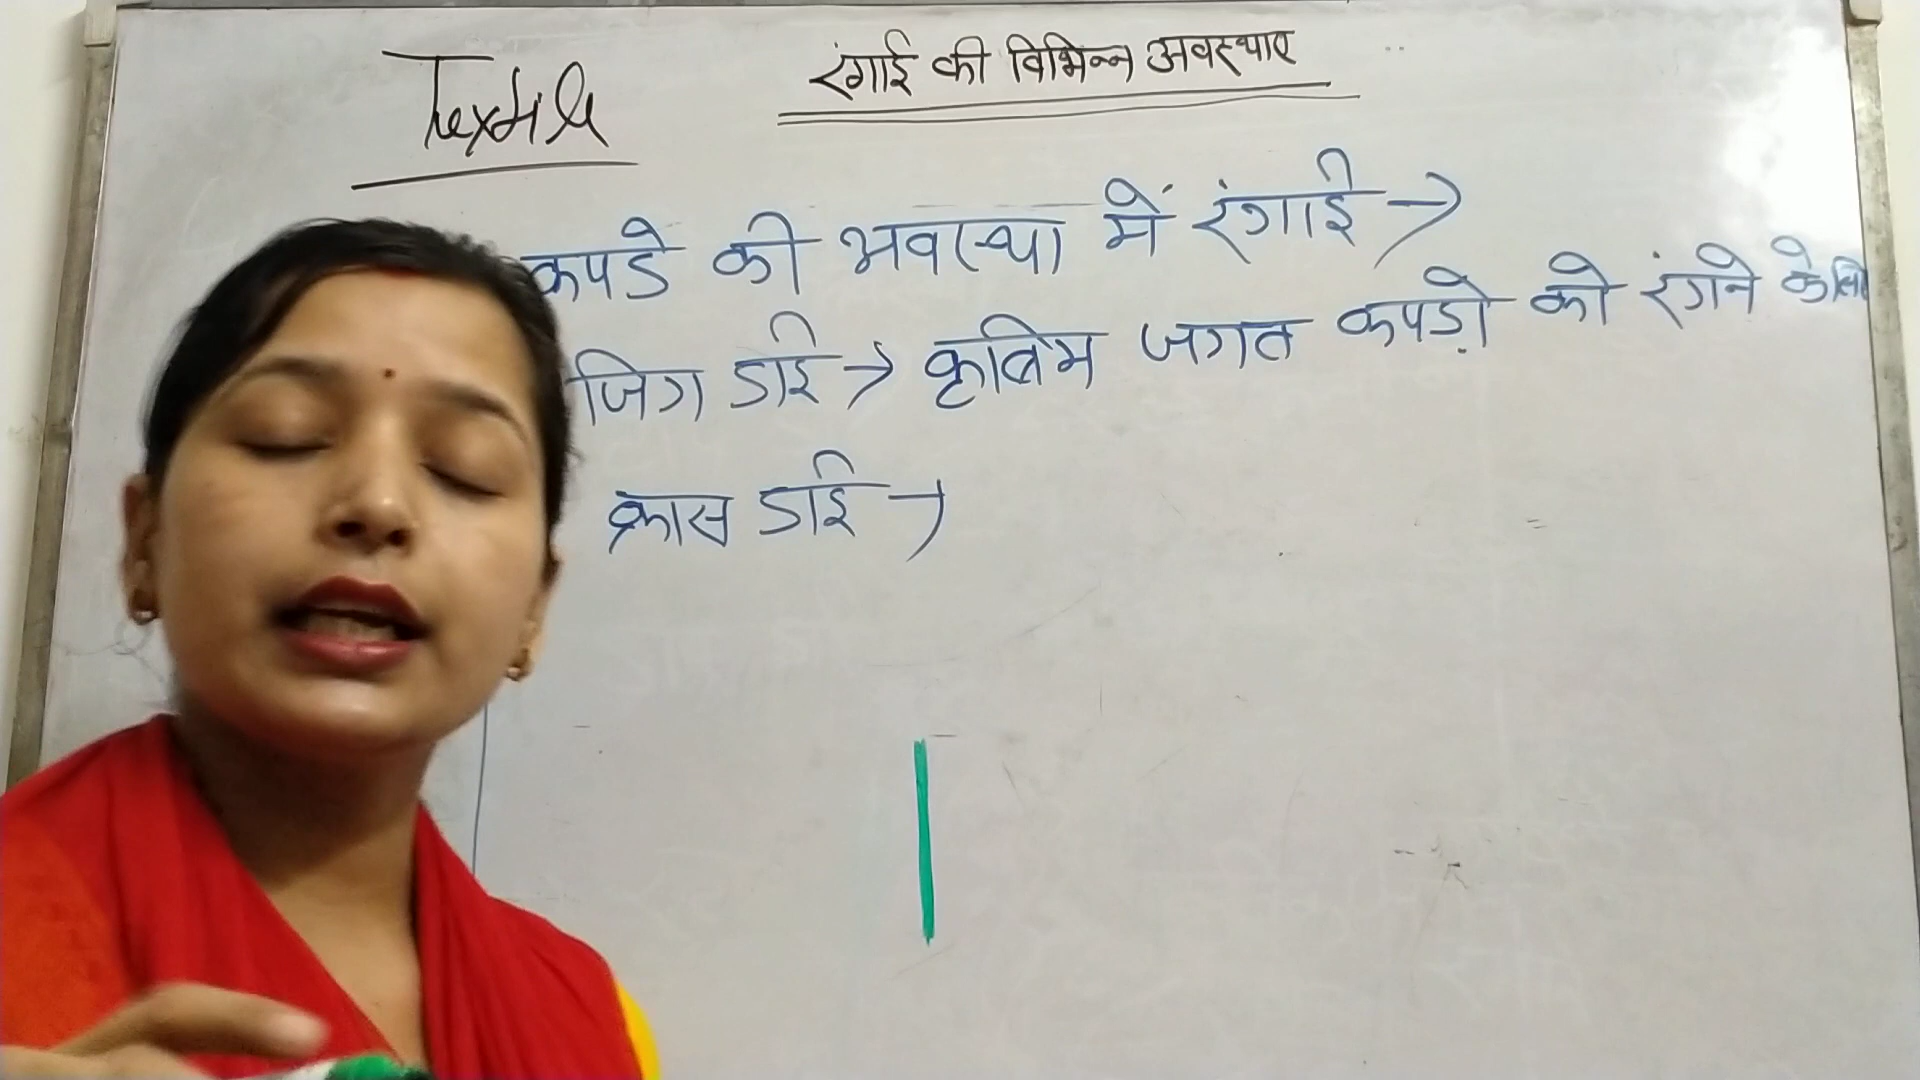 Textile
रंगाई की विभिन्न अवस्थाए
कपडे की अवस्था में रंगाई →
जिग डाई → कृत्रिम जगत कपड़ो को रंगने के लिए
क्रास डाई →